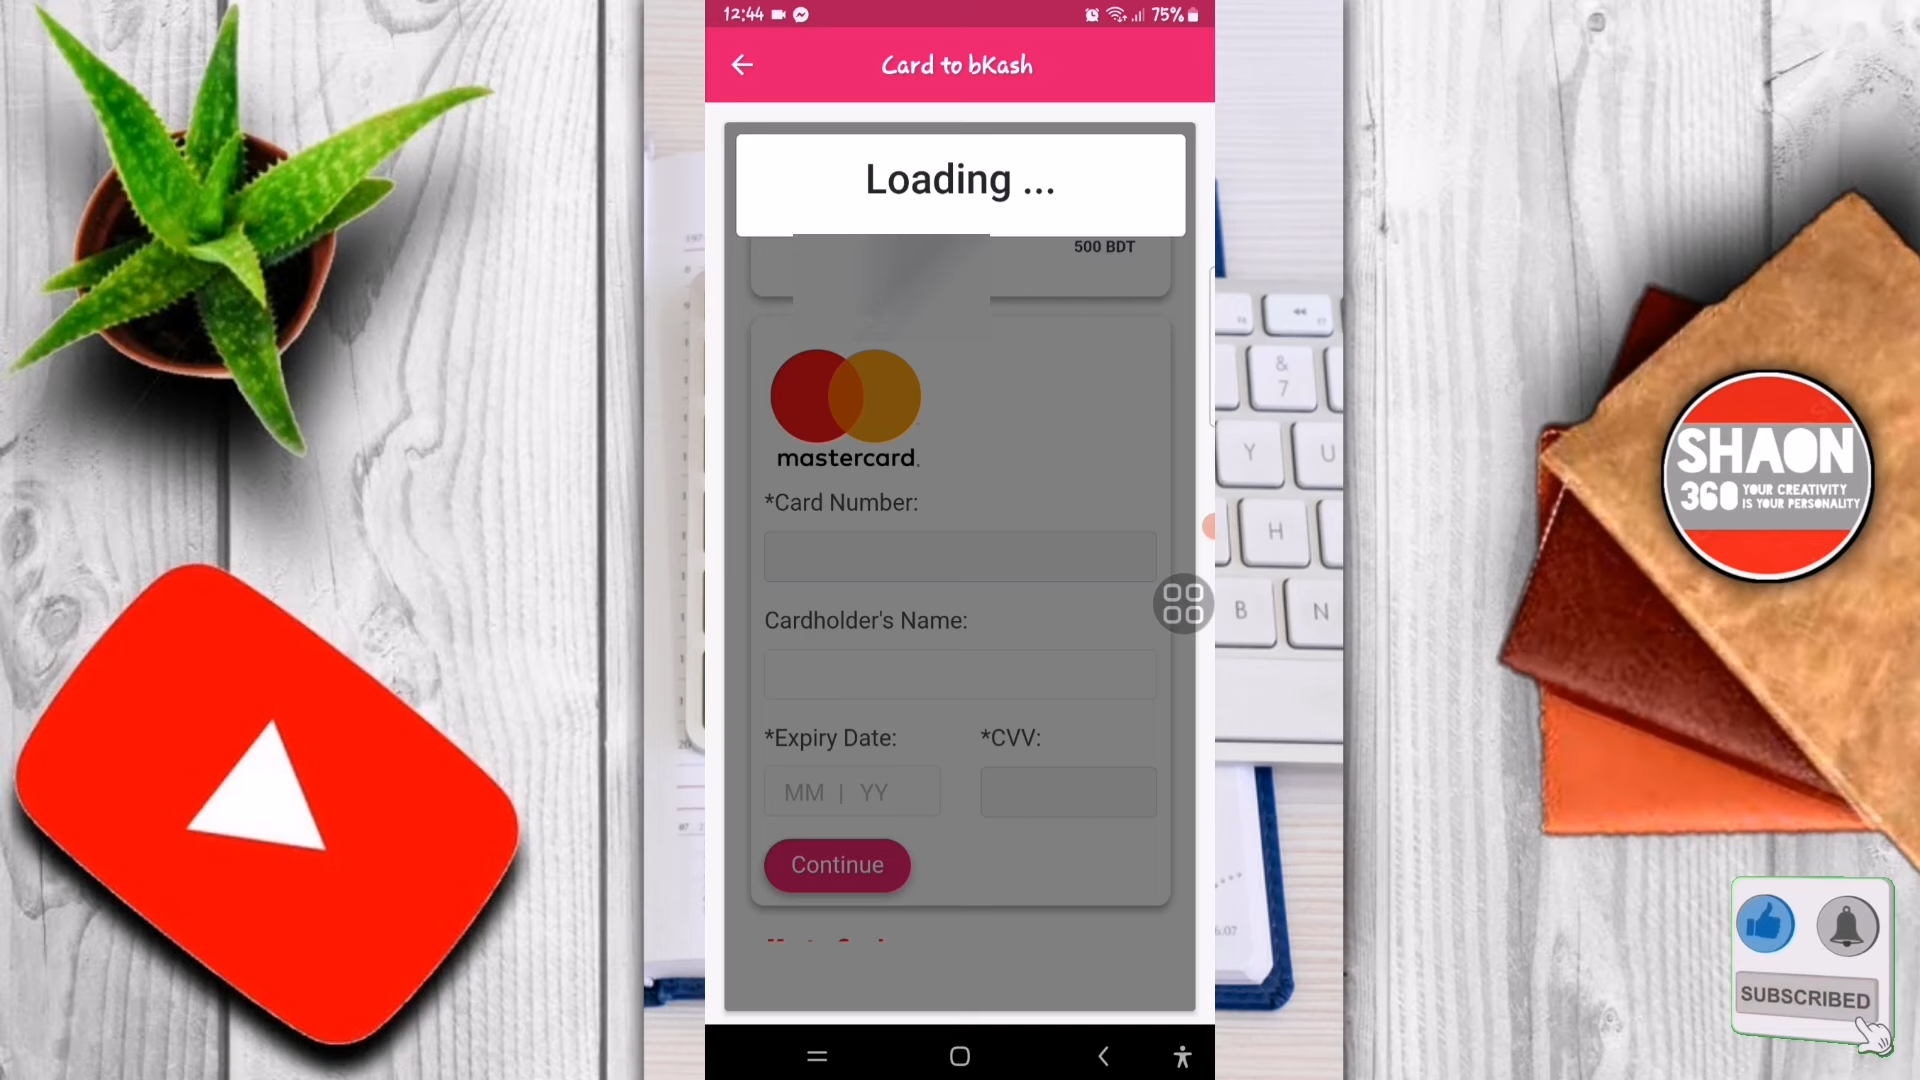 12:44
75%
Card to bKash
Loading ...
500 BDT
mastercard.
*Card Number:
Cardholder's Name:
*Expiry Date:
*CVV:
MM | YY
Continue
SHAON
360 YOUR CREATIVITY
IS YOUR PERSONALITY
SUBSCRIBED
&
7
Y
U
H
B
N